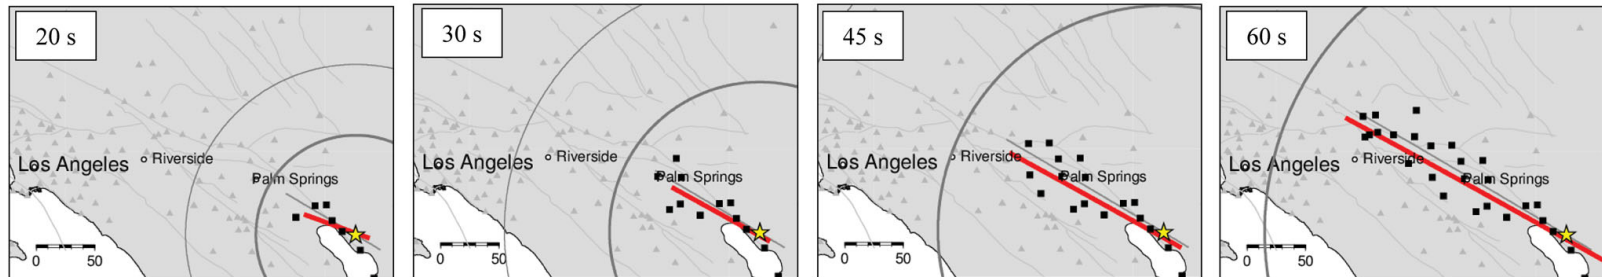 20 s
Riverside
Los Angeles
Palm Springs
0 50
30 s
Riverside
Los Angeles
Palm Springs
0 50
45 s
Riverside
Los Angeles
Palm Springs
0 50
60 s
Riverside
Los Angeles
Palm Springs
0 50